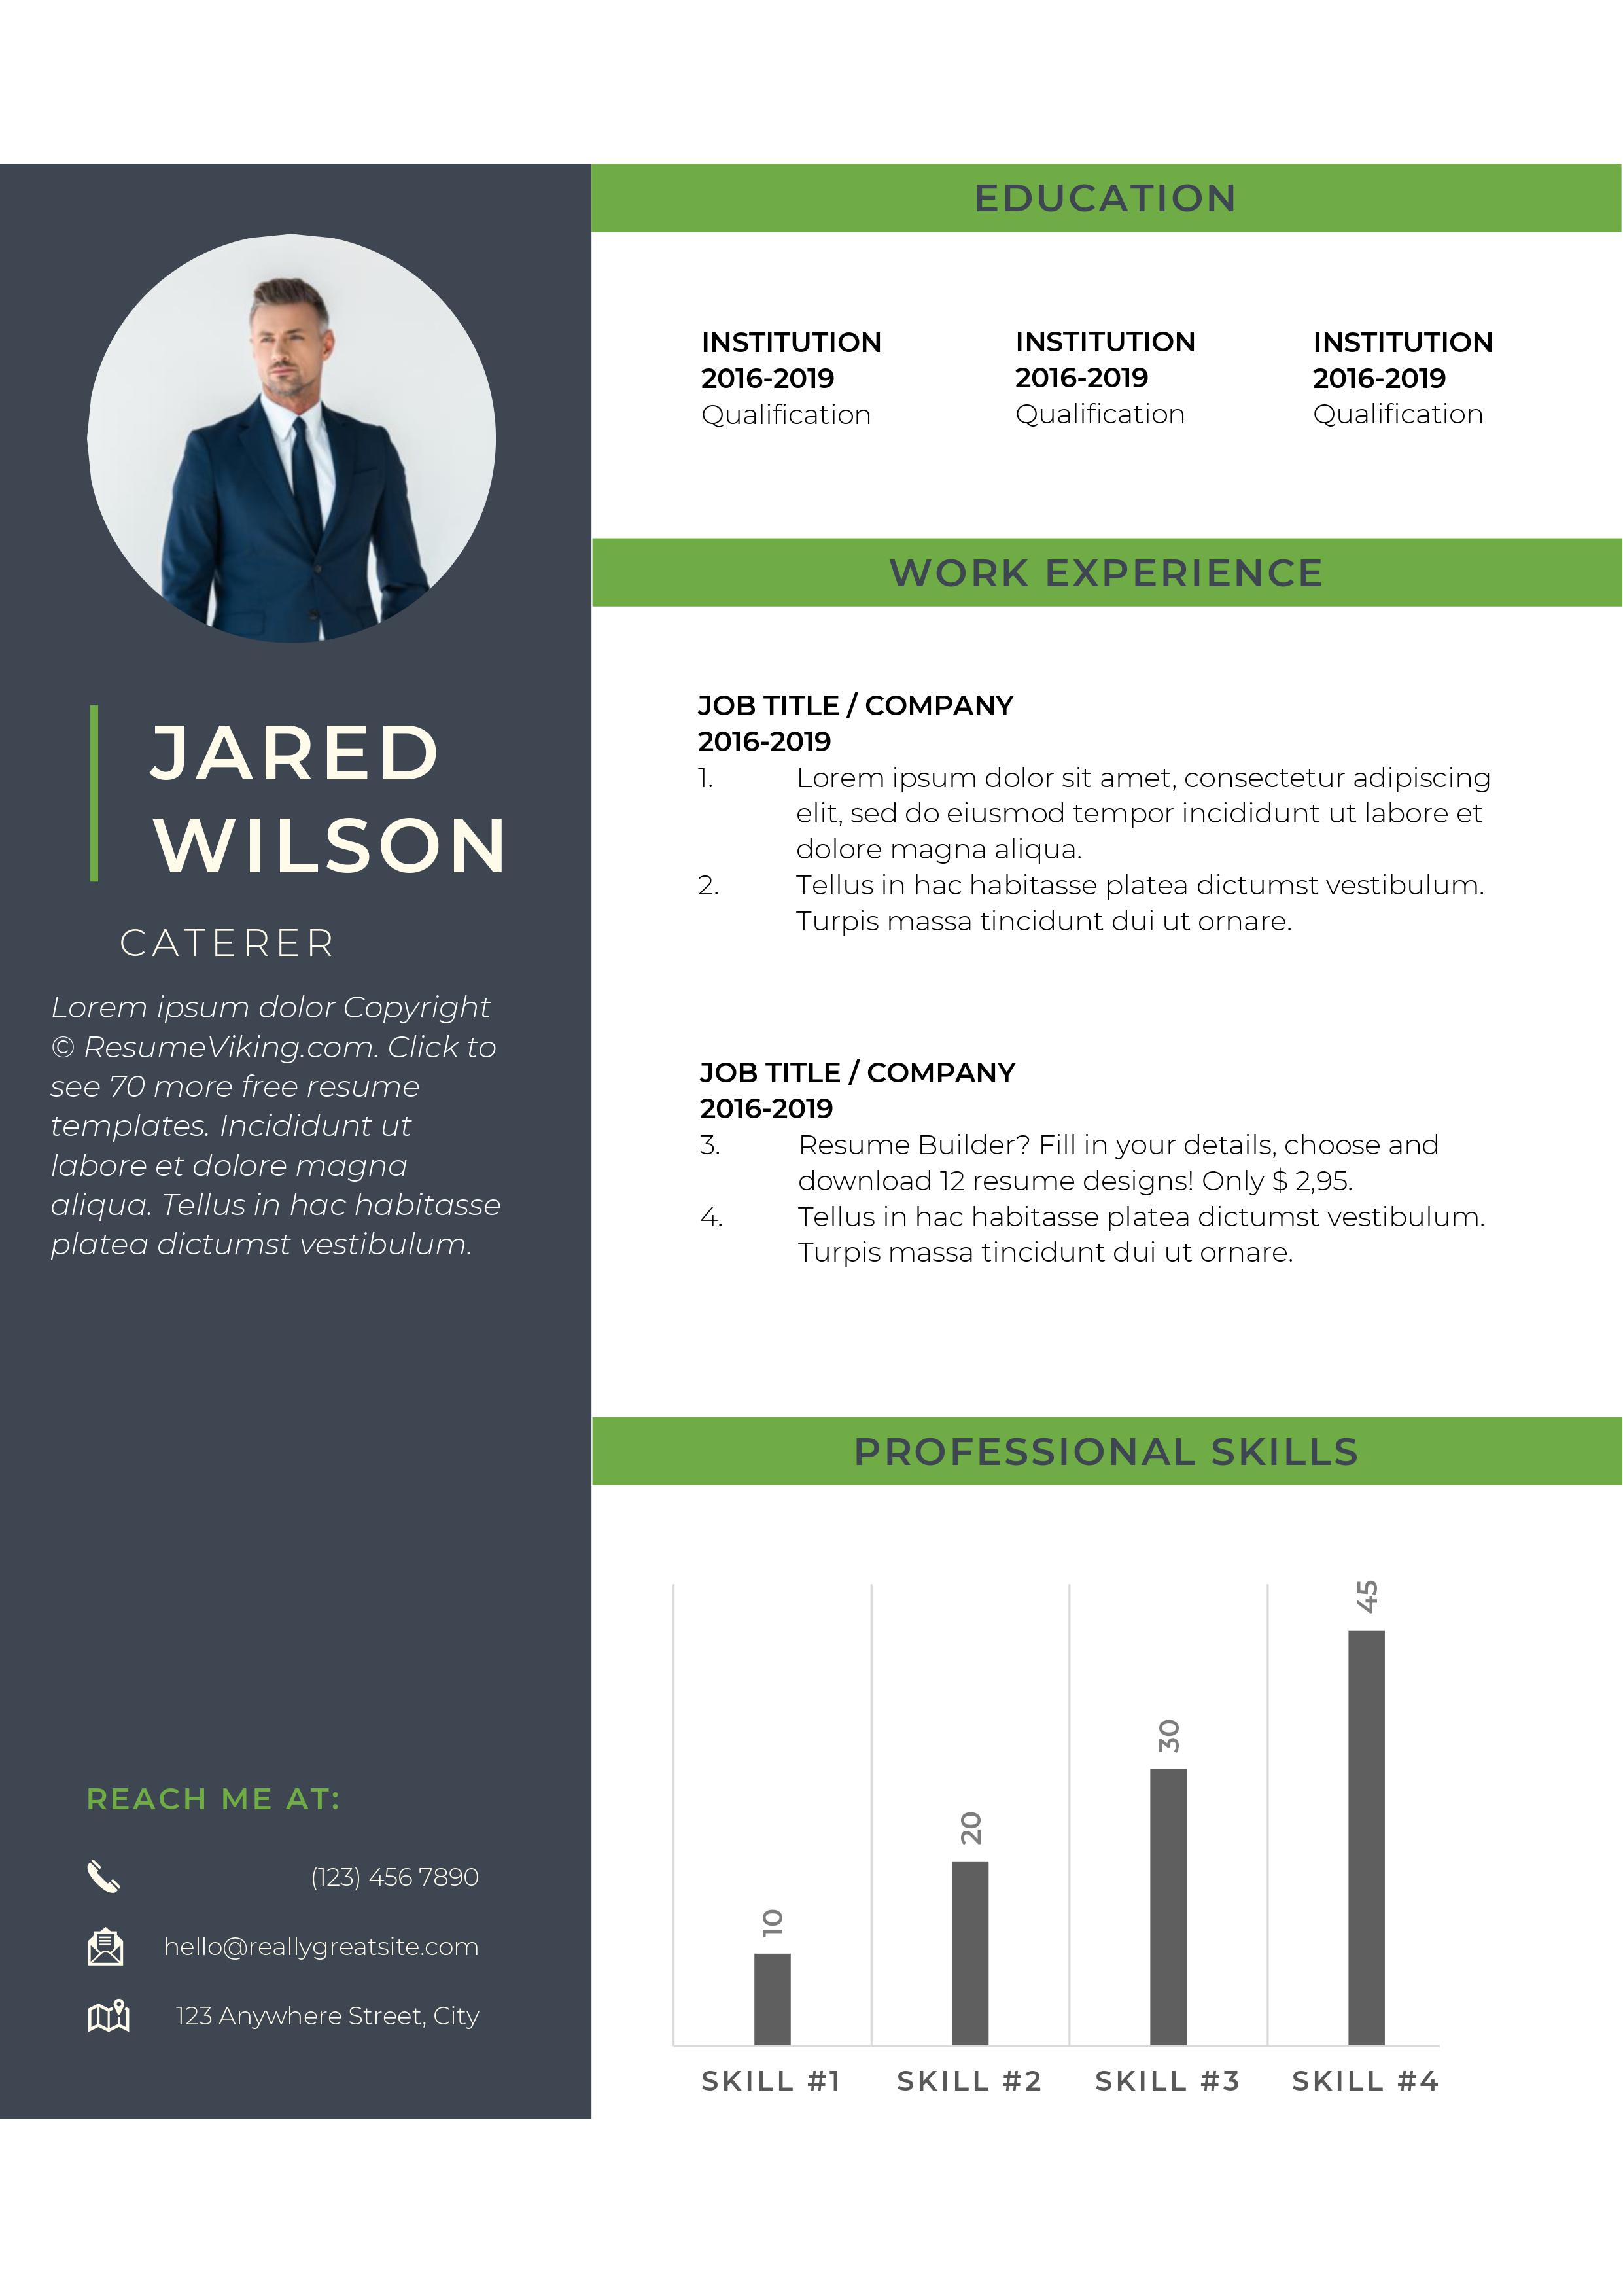 JARED
WILSON
CATERER
Lorem ipsum dolor Copyright
© ResumeViking.com. Click to
see 70 more free resume
templates. Incididunt ut
labore et dolore magna
aliqua. Tellus in hac habitasse
platea dictumst vestibulum.
REACH ME AT:
(123) 456 7890
hello@reallygreatsite.com
123 Anywhere Street, City
EDUCATION
INSTITUTION
2016-2019
Qualification
INSTITUTION
2016-2019
Qualification
INSTITUTION
2016-2019
Qualification
WORK EXPERIENCE
JOB TITLE / COMPANY
2016-2019
1. Lorem ipsum dolor sit amet, consectetur adipiscing
elit, sed do eiusmod tempor incididunt ut labore et
dolore magna aliqua.
2. Tellus in hac habitasse platea dictumst vestibulum.
Turpis massa tincidunt dui ut ornare.
JOB TITLE / COMPANY
2016-2019
3. Resume Builder? Fill in your details, choose and
download 12 resume designs! Only $ 2,95.
4. Tellus in hac habitasse platea dictumst vestibulum.
Turpis massa tincidunt dui ut ornare.
PROFESSIONAL SKILLS
10
20
30
45
SKILL #1
SKILL #2
SKILL #3
SKILL #4